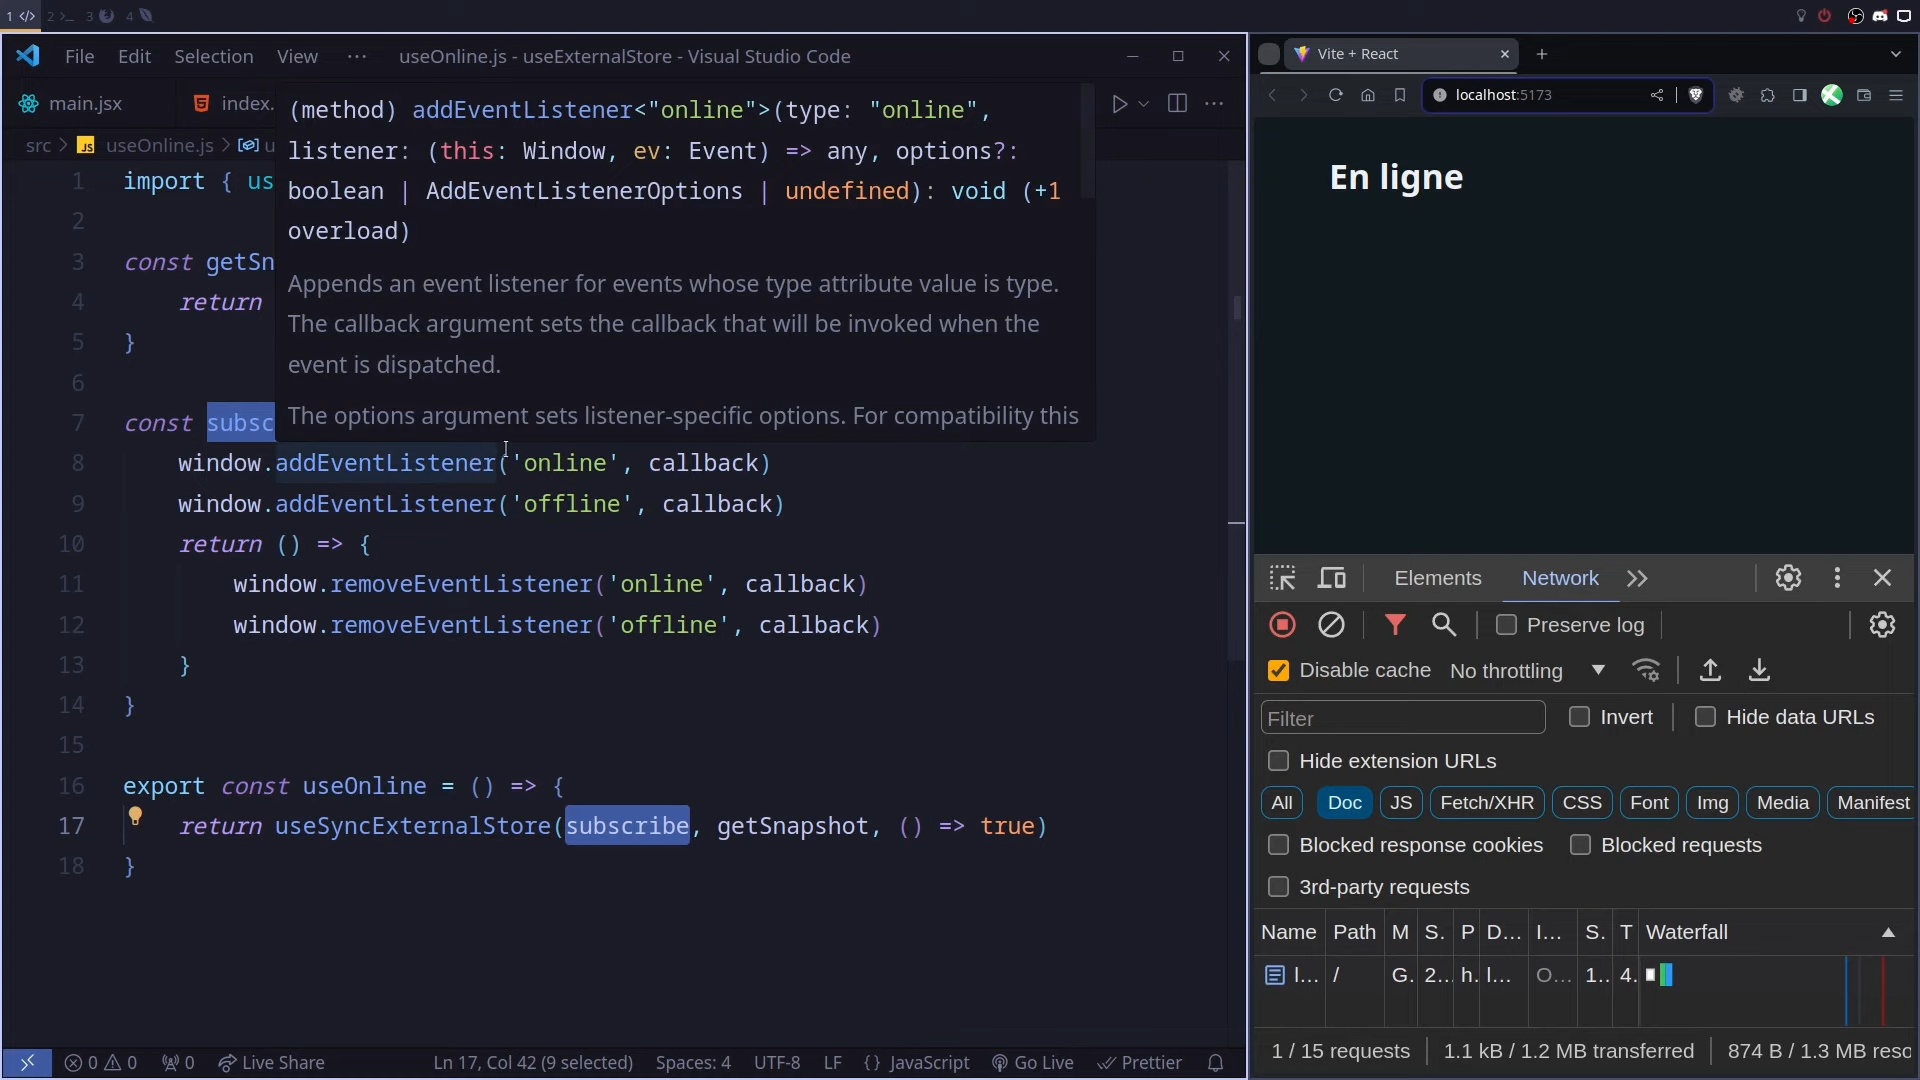 1 </> 2 >_ 3 4
File Edit Selection View ··· useOnline.js - useExternalStore - Visual Studio Code
main.jsx index.
src > JS useOnline.js > u
(method) addEventListener<"online">(type: "online",
listener: (this: Window, ev: Event) => any, options?:
boolean | AddEventListenerOptions | undefined): void (+1
overload)
Appends an event listener for events whose type attribute value is type.
The callback argument sets the callback that will be invoked when the
event is dispatched.
The options argument sets listener-specific options. For compatibility this
1 import { us
2
3 const getSn
4 return
5 }
6
7 const subsc
8 window.addEventListener('online', callback)
9 window.addEventListener('offline', callback)
10 return () => {
11 window.removeEventListener('online', callback)
12 window.removeEventListener('offline', callback)
13 }
14 }
15
16 export const useOnline = () => {
17 return useSyncExternalStore(subscribe, getSnapshot, () => true)
18 }
0 0 0 Live Share Ln 17, Col 42 (9 selected) Spaces: 4 UTF-8 LF {} JavaScript Go Live Prettier
Vite + React
localhost:5173
En ligne
Elements Network
Preserve log
Disable cache No throttling
Filter Invert Hide data URLs
Hide extension URLs
All Doc JS Fetch/XHR CSS Font Img Media Manifest
Blocked response cookies Blocked requests
3rd-party requests
Name Path M S. P D... I... S. T Waterfall
l... / G. 2... h. l... O... 1.. 4.
1 / 15 requests 1.1 kB / 1.2 MB transferred 874 B / 1.3 MB resc